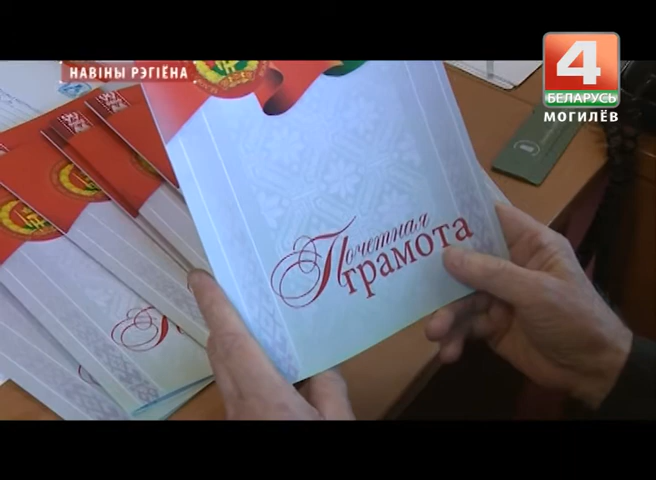 НАВІНЫ РЭГІЁНА
4
БЕЛАРУСЬ
МОГИЛЁВ
Почетная
грамота